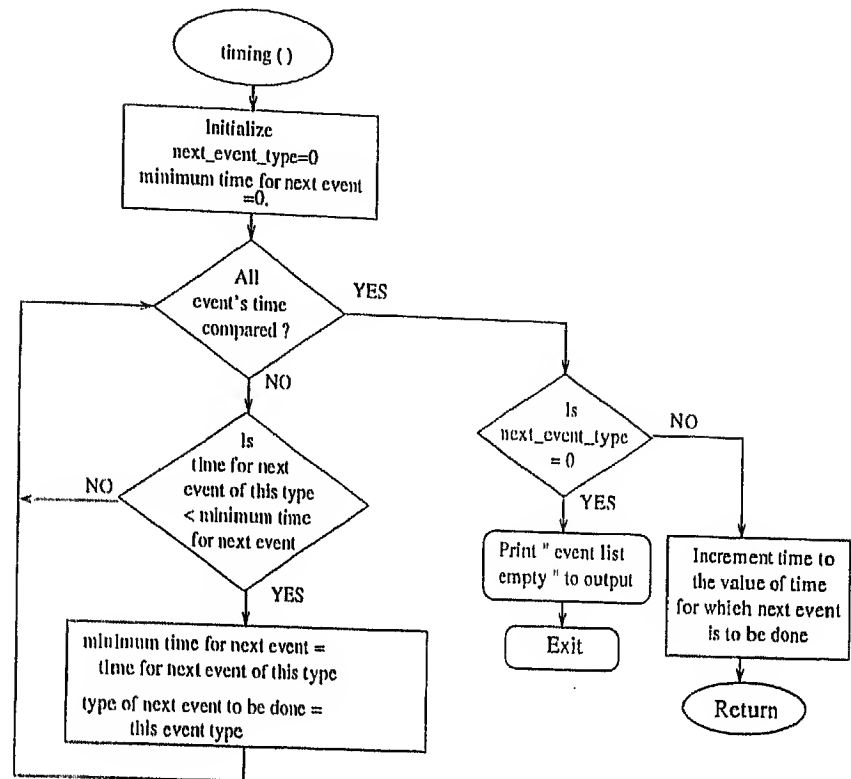 timing ( )
Initialize
next_event_type=0
minimum time for next event
=0.
All
event's time
compared ?
YES
NO
Is
time for next
event of this type
< minimum time
for next event
NO
YES
minimum time for next event =
time for next event of this type
type of next event to be done =
this event type
Is
next_event_type
= 0
NO
YES
Print " event list
empty " to output
Exit
Increment time to
the value of time
for which next event
is to be done
Return